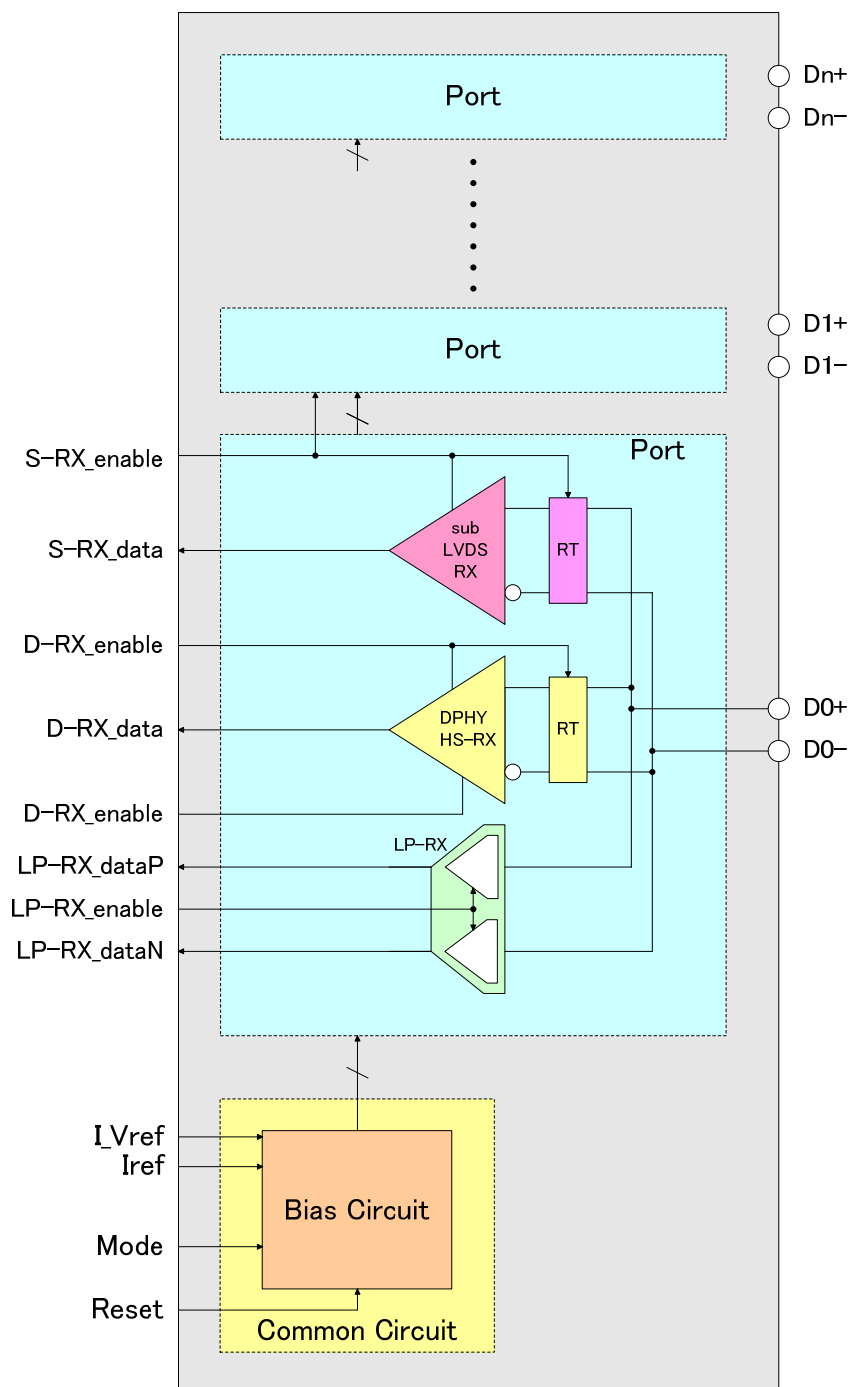 Port
Dn+
Dn-
Port
D1+
D1-
Port
S-RX_enable
sub
LVDS
RX
RT
S-RX_data
D-RX_enable
DPHY
HS-RX
RT
D0+
D-RX_data
D0-
D-RX_enable
LP-RX
LP-RX_dataP
LP-RX_enable
LP-RX_dataN
I_Vref
Iref
Bias Circuit
Mode
Reset
Common Circuit